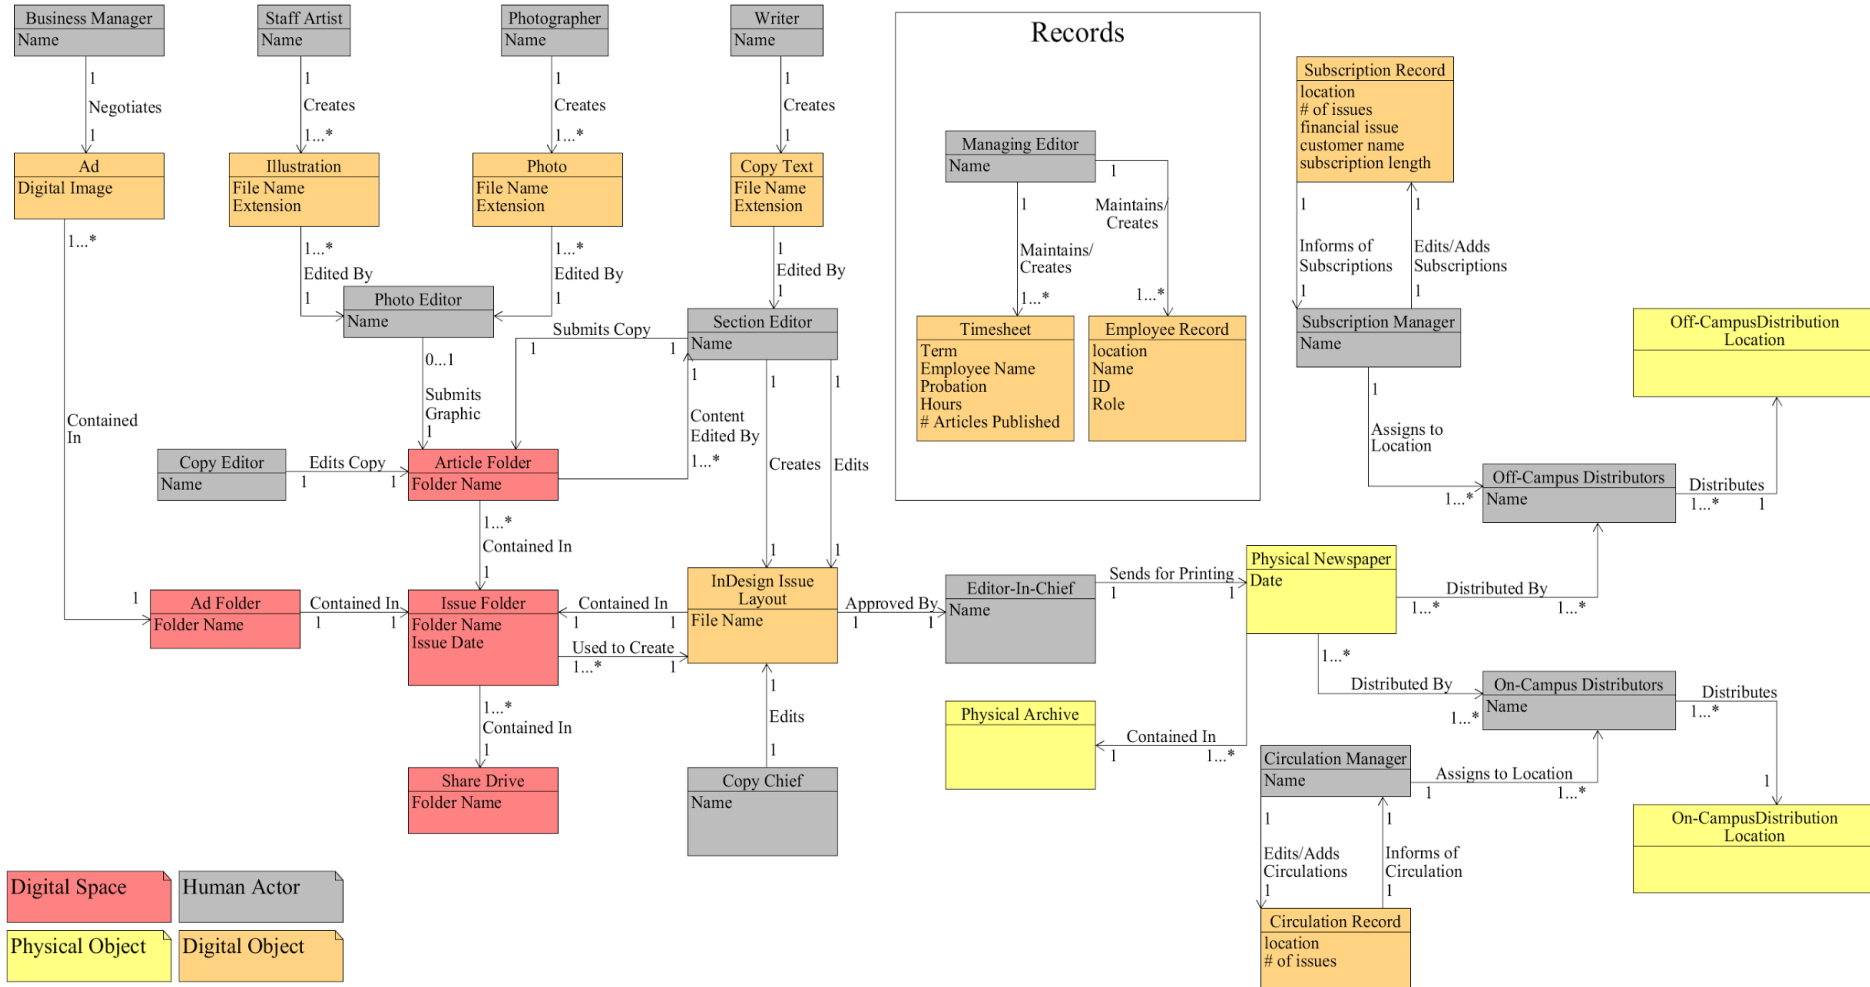 Business Manager
Name
1
Negotiates
1
Ad
Digital Image
1...*
Contained
In
1
Staff Artist
Name
1
Creates
1...*
Illustration
File Name
Extension
1...*
Edited By
1
Photographer
Name
1
Creates
1...*
Photo
File Name
Extension
1...*
Edited By
1
Writer
Name
1
Creates
1
Copy Text
File Name
Extension
1
Edited By
1
Photo Editor
Name
0...1
Submits
Graphic
1
Section Editor
Name
Submits Copy
1 1
1
Content
Edited By
1...*
1
Creates
1
1
Edits
1
Copy Editor
Name
Edits Copy
1 1
Article Folder
Folder Name
1...*
Contained In
1
Ad Folder
Folder Name
Contained In
1 1
Issue Folder
Folder Name
Issue Date
Contained In
1 1
Used to Create
1...* 1
1...*
Contained In
1
Share Drive
Folder Name
InDesign Issue
Layout
File Name
1
Edits
1
Copy Chief
Name
Approved By
1 1
Editor-In-Chief
Name
Sends for Printing
1 1
Records
Managing Editor
Name
1
Maintains/
Creates
1...*
1
Maintains/
Creates
1...*
Timesheet
Term
Employee Name
Probation
Hours
# Articles Published
Employee Record
location
Name
ID
Role
Subscription Record
location
# of issues
financial issue
customer name
subscription length
1
Informs of
Subscriptions
1
1
Edits/Adds
Subscriptions
1
Subscription Manager
Name
1
Assigns to
Location
1...*
Off-Campus Distributors
Name
Distributes
1...* 1
Off-CampusDistribution
Location
Physical Newspaper
Date
Distributed By
1...* 1...*
1...*
Distributed By
1...*
Physical Archive
Contained In
1 1...*
On-Campus Distributors
Name
Distributes
1...*
1
On-CampusDistribution
Location
Circulation Manager
Name
Assigns to Location
1 1...*
1
Edits/Adds
Circulations
1
1
Informs of
Circulation
1
Circulation Record
location
# of issues
Digital Space
Human Actor
Physical Object
Digital Object